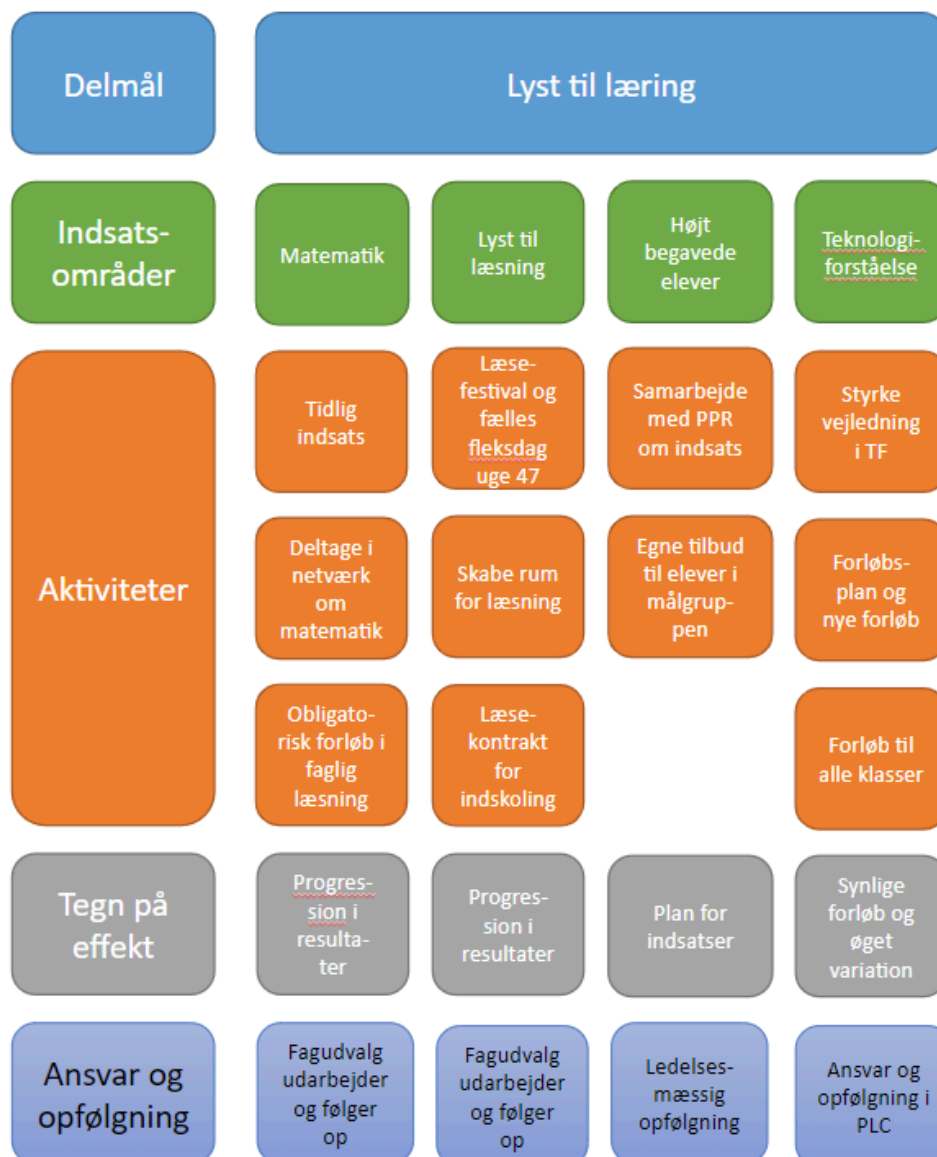 Delmål
Lyst til læring
Indsats-
områder
Matematik
Lyst til
læsning
Højt
begavede
elever
Teknologi-
forståelse
Aktiviteter
Tidlig
indsats
Læse-
festival og
fælles
fleksdag
uge 47
Samarbejde
med PPR
om indsats
Styrke
vejledning
i TF
Deltage i
netværk
om
matematik
Skabe rum
for læsning
Egne tilbud
til elever i
målgrup-
pen
Forløbs-
plan og
nye forløb
Obligato-
risk forløb i
faglig
læsning
Læse-
kontrakt
for
indskoling
Forløb til
alle klasser
Tegn på
effekt
Progres-
sion i
resulta-
ter
Progres-
sion i
resultater
Plan for
indsatser
Synlige
forløb og
øget
variation
Ansvar og
opfølgning
Fagudvalg
udarbejder
og følger
op
Fagudvalg
udarbejder
og følger
op
Ledelses-
mæssig
opfølgning
Ansvar og
opfølgning i
PLC